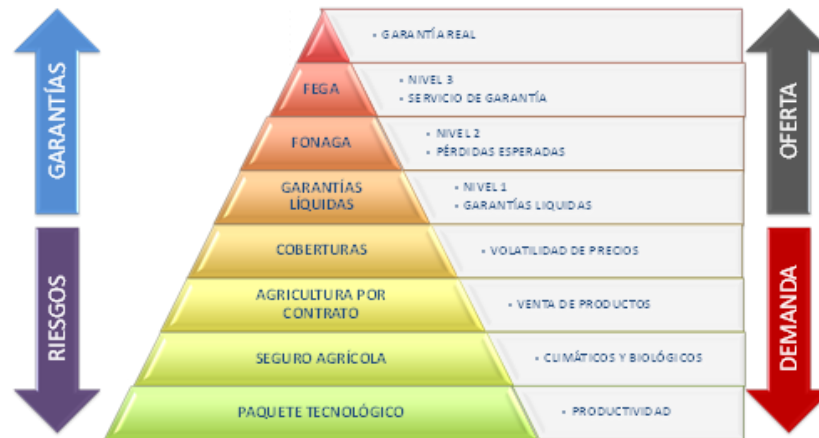 GARANTÍAS
RIESGOS
OFERTA
DEMANDA
• GARANTÍA REAL
FEGA
• NIVEL 3
• SERVICIO DE GARANTÍA
FONAGA
• NIVEL 2
• PÉRDIDAS ESPERADAS
GARANTÍAS
LÍQUIDAS
• NIVEL 1
• GARANTÍAS LIQUIDAS
COBERTURAS
• VOLATILIDAD DE PRECIOS
AGRICULTURA POR
CONTRATO
• VENTA DE PRODUCTOS
SEGURO AGRÍCOLA
• CLIMÁTICOS Y BIOLÓGICOS
PAQUETE TECNOLÓGICO
• PRODUCTIVIDAD